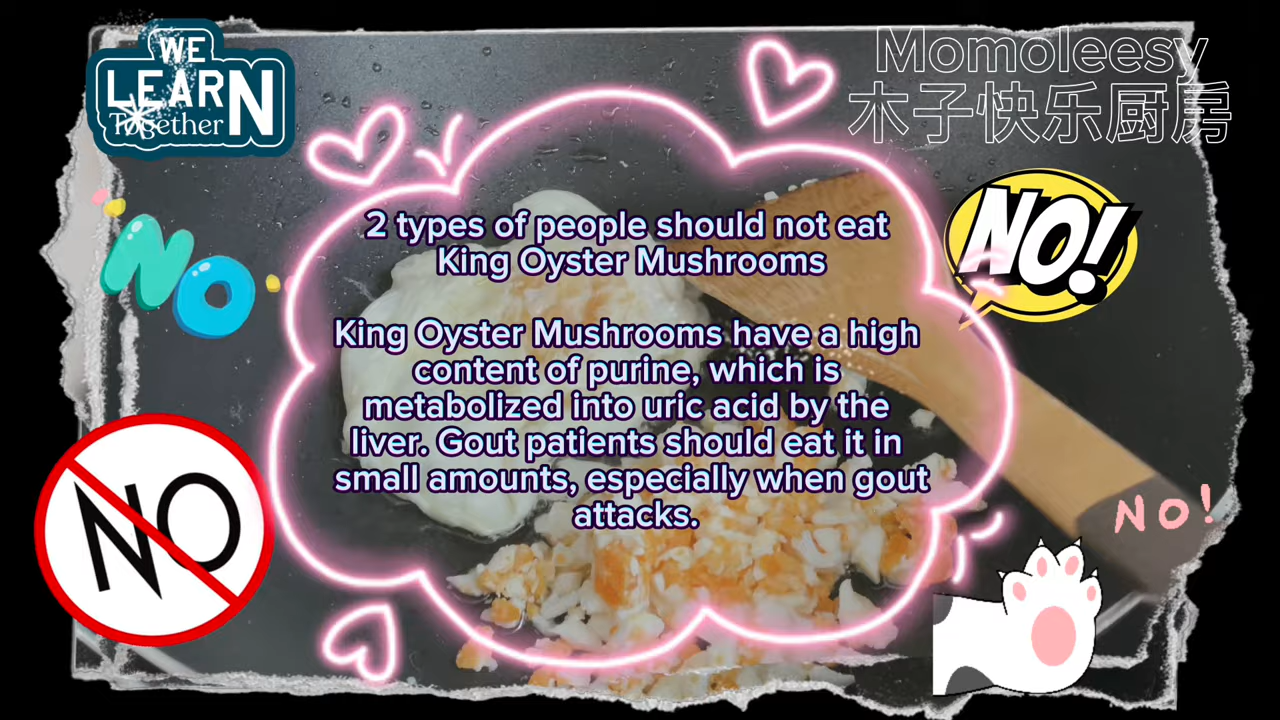 WE
LEARN
Together
Momoleesy
木子快乐厨房
NO
NO!
2 types of people should not eat
King Oyster Mushrooms
King Oyster Mushrooms have a high
content of purine, which is
metabolized into uric acid by the
liver. Gout patients should eat it in
small amounts, especially when gout
attacks.
NO
NO!